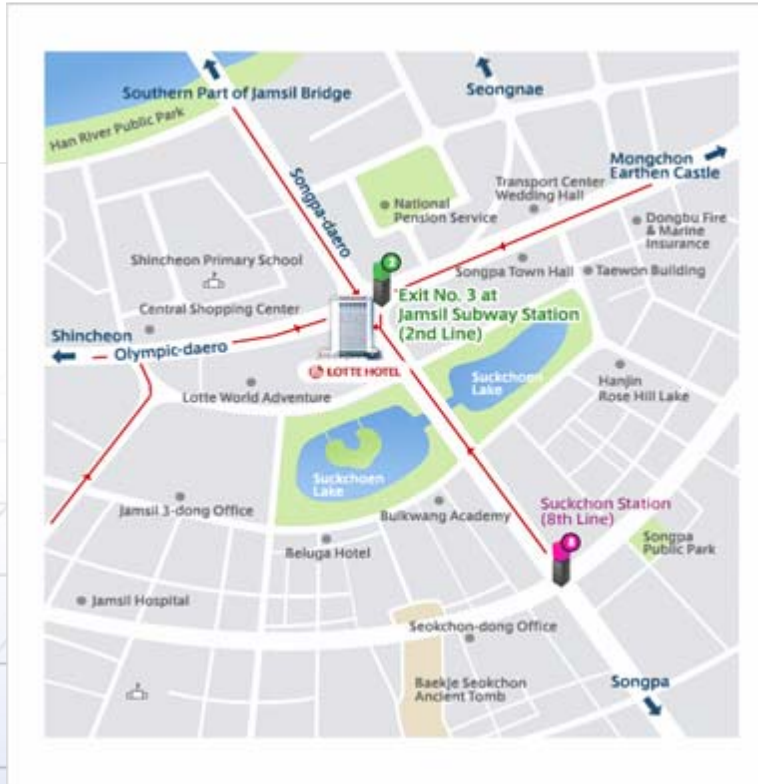 Southern Part of Jamsil Bridge
Seongnae
Han River Public Park
Mongchon
Earthen Castle
Transport Center
Wedding Hall
National
Pension Service
Songpa-daero
Dongbu Fire
& Marine
Insurance
Shincheon Primary School
2
Songpa Town Hall
Taewon Building
Exit No. 3 at
Jamsil Subway Station
(2nd Line)
Central Shopping Center
Shincheon
Olympic-daero
LOTTE HOTEL
Suckchoen
Lake
Hanjin
Rose Hill Lake
Lotte World Adventure
Suckchoen
Lake
Suckchon Station
(8th Line)
Jamsil 3-dong Office
Bulkwang Academy
8
Songpa
Public Park
Beluga Hotel
Jamsil Hospital
Seokchon-dong Office
Baekje Seokchon
Ancient Tomb
Songpa